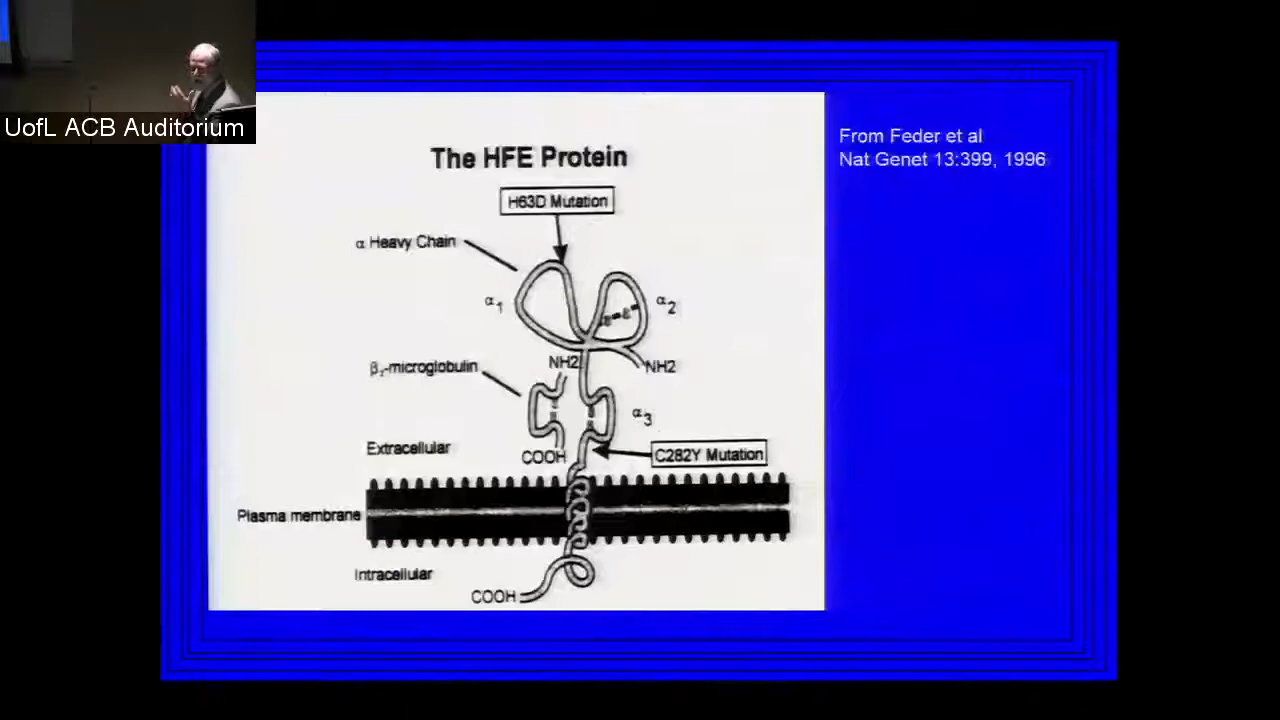 UofL ACB Auditorium
From Feder et al
Nat Genet 13:399, 1996
The HFE Protein
H63D Mutation
α Heavy Chain
α1
α2
NH2
NH2
β2-microglobulin
α3
Extracellular
COOH
C282Y Mutation
Plasma membrane
Intracellular
COOH